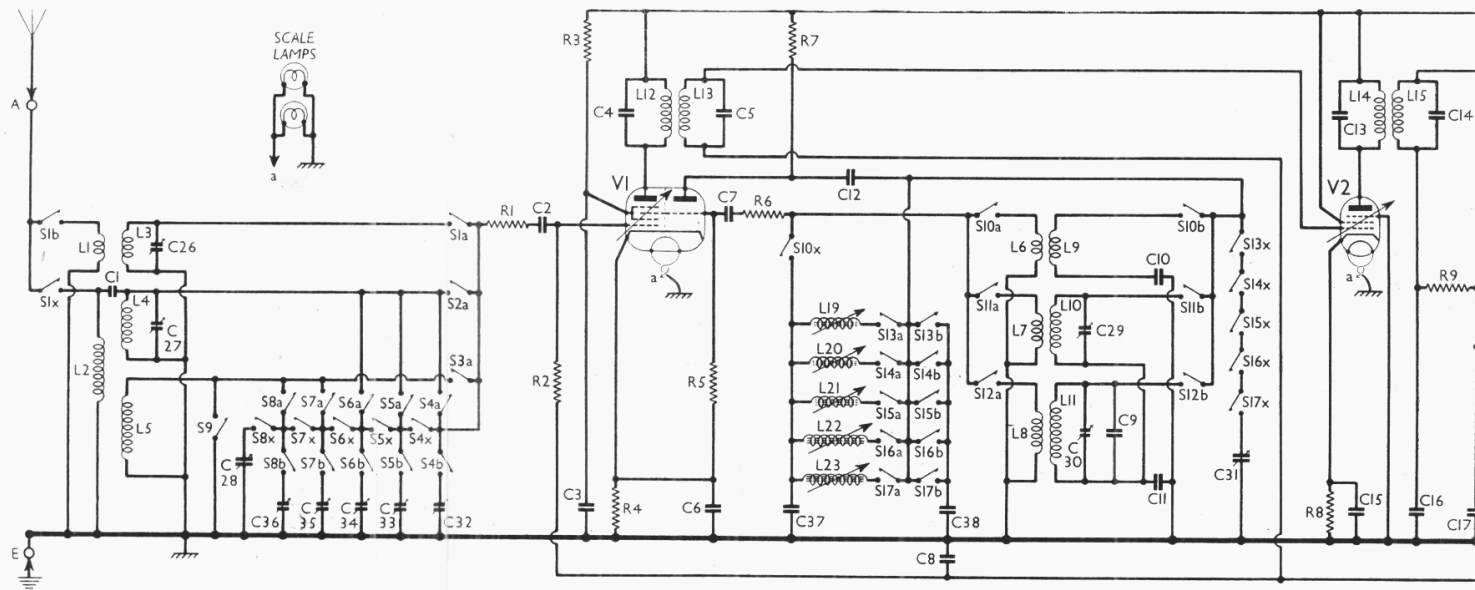 SCALE
LAMPS
A
a
R3
R7
L12
L13
C4
C5
L14
L15
C13
C14
V1
C12
V2
S1b
L1
L3
C26
S1a
R1
C2
C7
R6
S10x
S10a
L6
L9
S10b
S13x
a
a
C10
S1x
C1
L4
S2a
S14x
R9
S11a
L10
S11b
C
27
L19
S13a
S13b
L7
C29
S15x
L2
S3a
R2
R5
L20
S14a
S14b
S16x
L5
S9
S8a
S7a
S6a
S5a
S4a
L21
S15a
S15b
S12a
L11
S12b
S17x
S8x
S7x
S6x
S5x
S4x
L22
S16a
S16b
L8
C
30
C9
C
28
S8b
S7b
S6b
S5b
S4b
L23
S17a
S17b
C11
C31
C36
C
35
C
34
C
33
C32
C3
R4
C6
C37
C38
R8
C15
C16
C17
E
C8